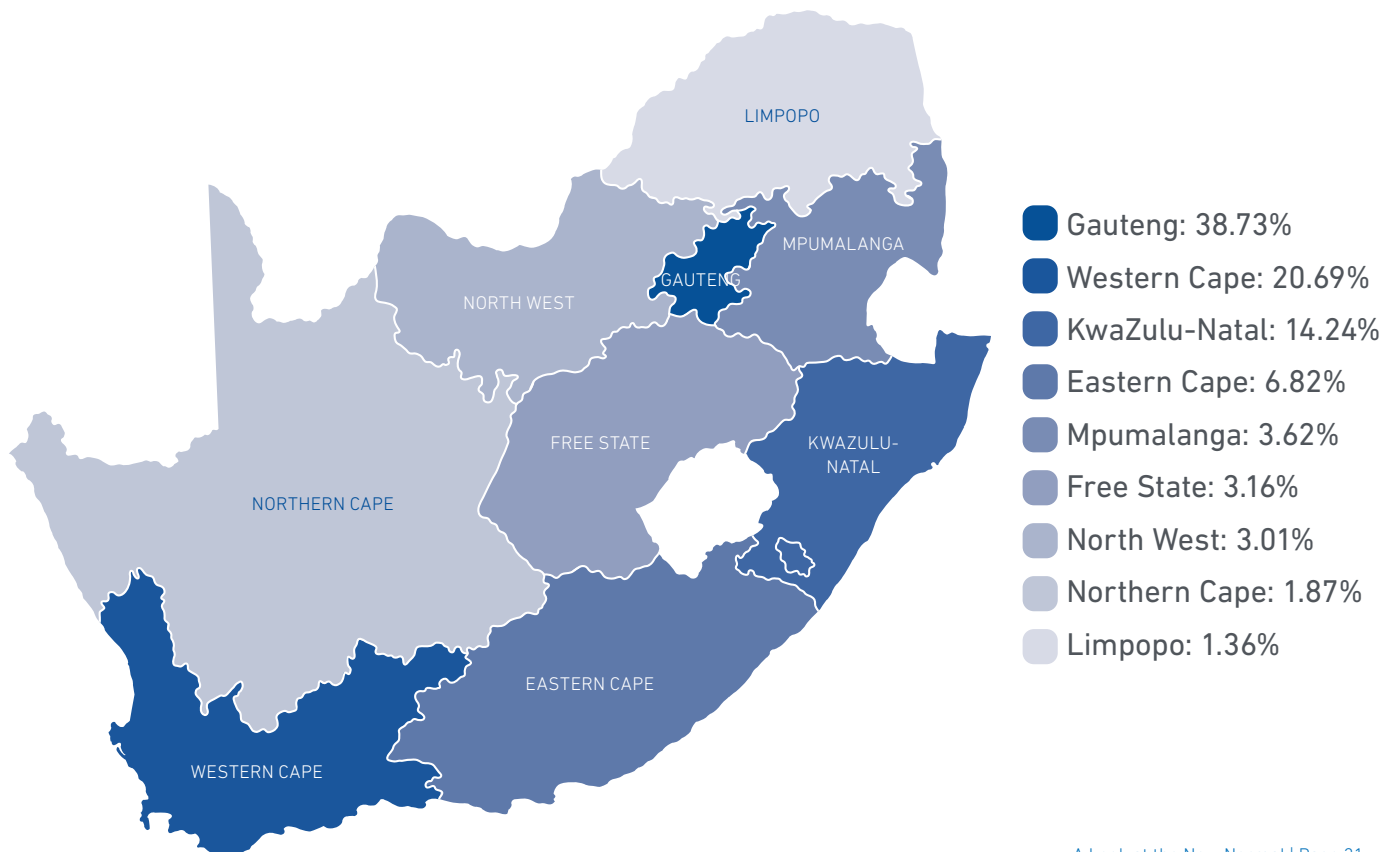 LIMPOPO
MPUMALANGA
GAUTENG
NORTH WEST
FREE STATE
KWAZULU-
NATAL
NORTHERN CAPE
EASTERN CAPE
WESTERN CAPE
Gauteng: 38.73%
Western Cape: 20.69%
KwaZulu-Natal: 14.24%
Eastern Cape: 6.82%
Mpumalanga: 3.62%
Free State: 3.16%
North West: 3.01%
Northern Cape: 1.87%
Limpopo: 1.36%